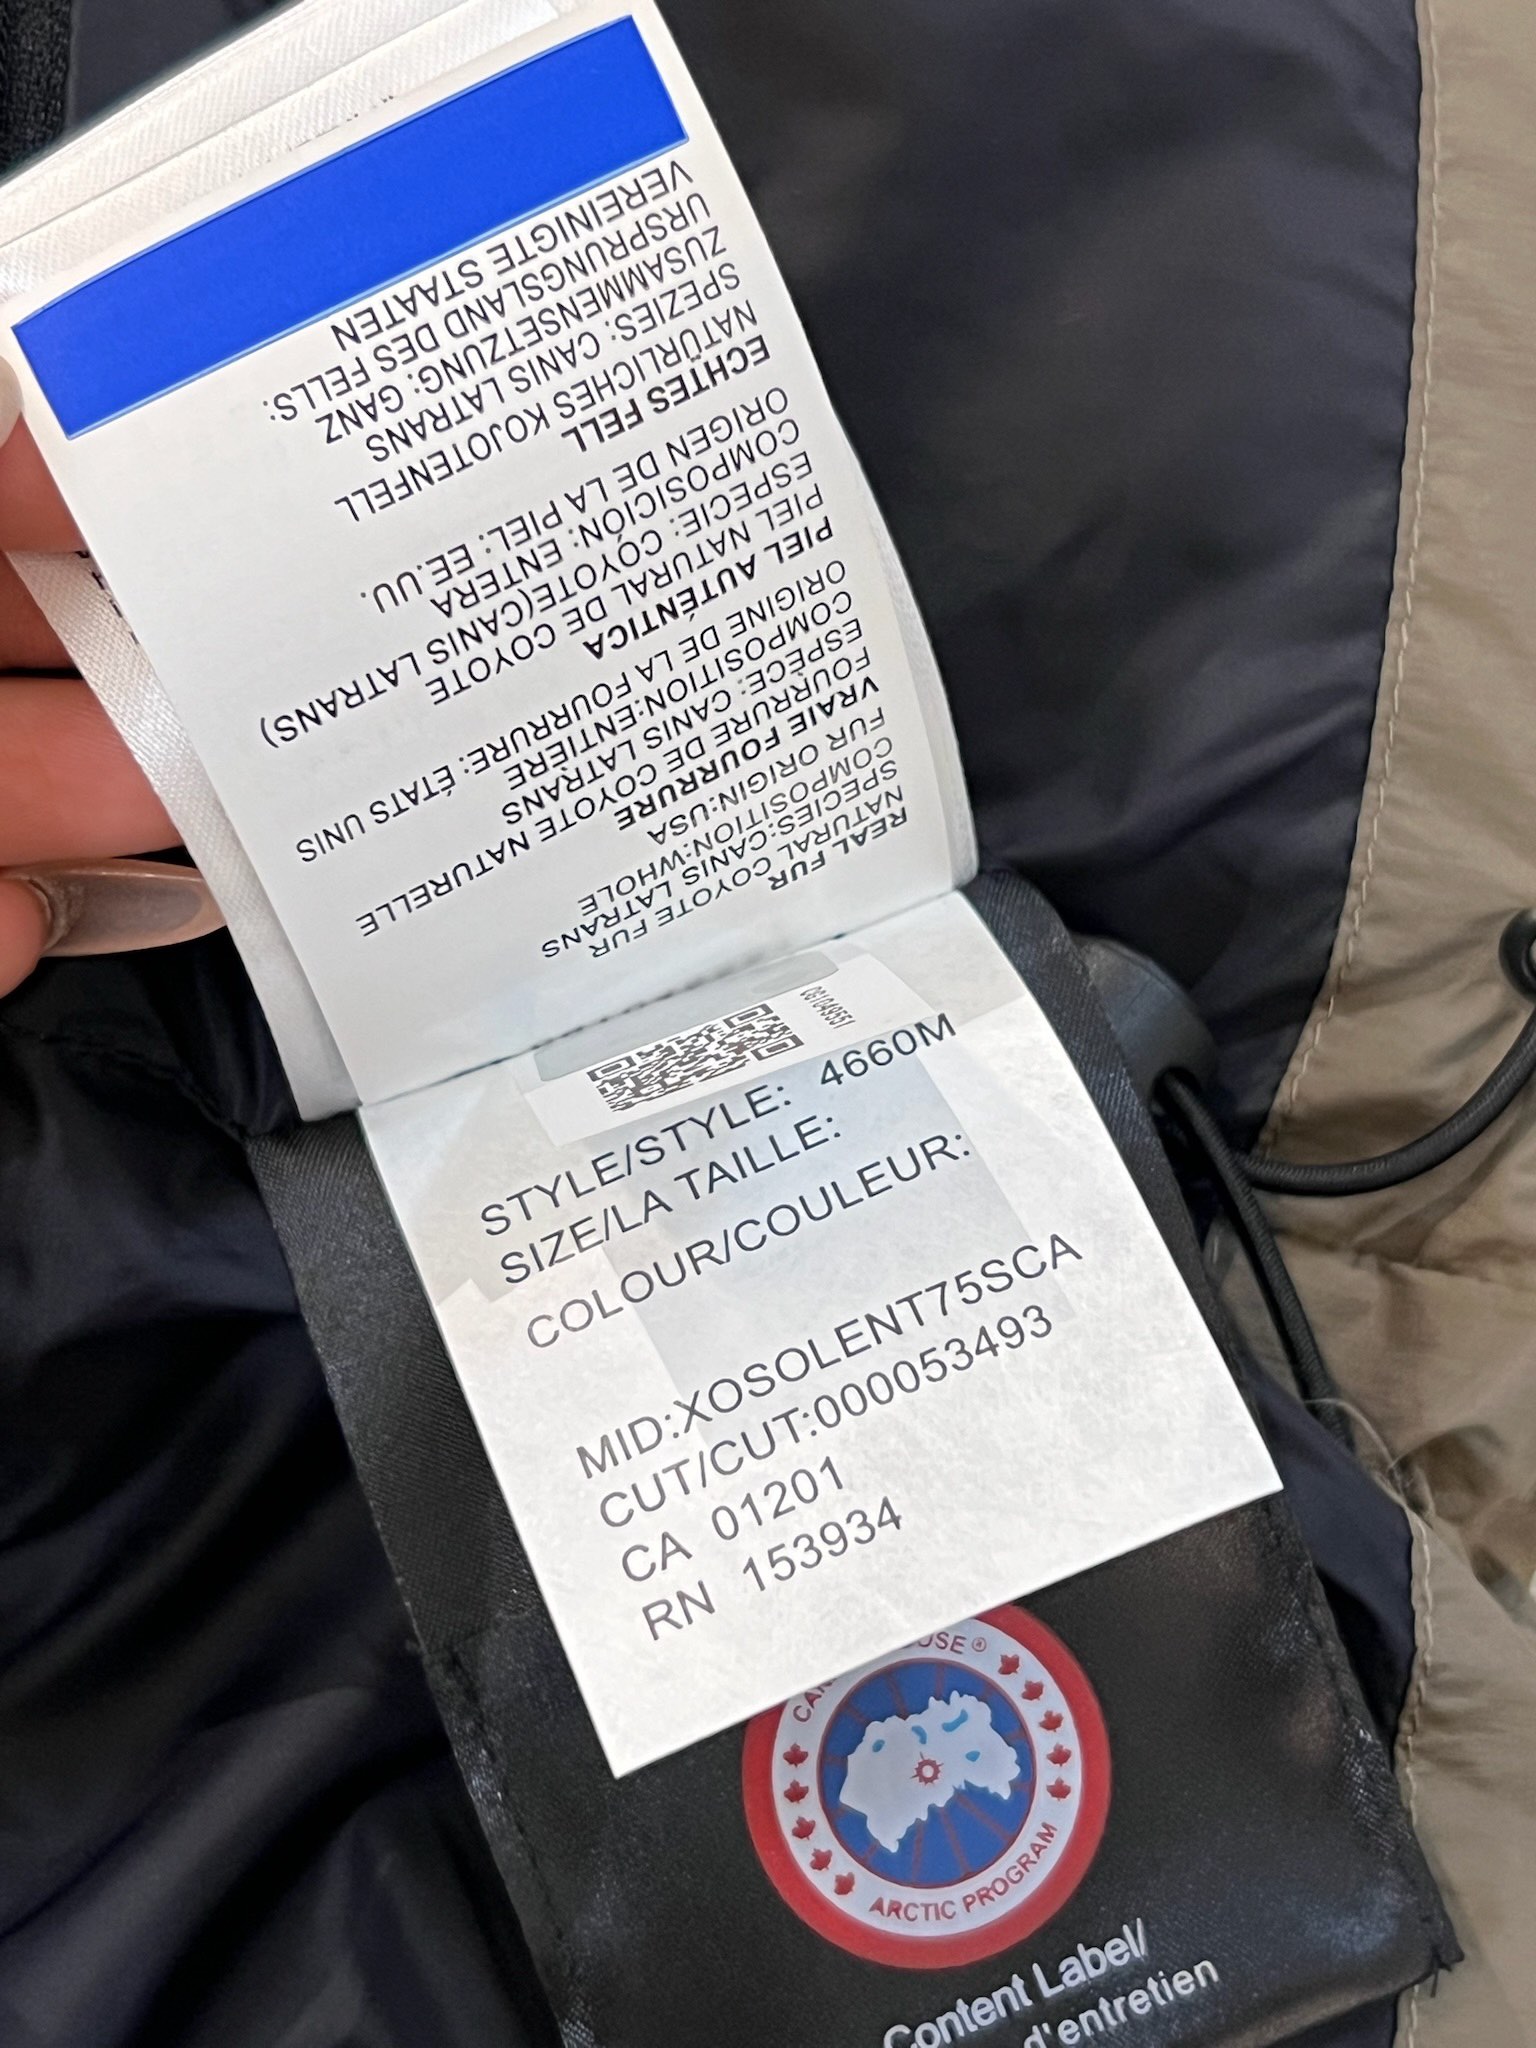 REAL FUR
NATURAL COYOTE FUR
SPECIES:CANIS LATRANS
COMPOSITION:WHOLE
FUR ORIGIN:USA
VRAIE FOURRURE
FOURRURE DE COYOTE NATURELLE
ESPÈCE: CANIS LATRANS
COMPOSITION:ENTIÈRE
ORIGINE DE LA FOURRURE: ÉTATS UNIS
PIEL AUTÉNTICA
PIEL NATURAL DE COYOTE
ESPECIE: COYOTE(CANIS LATRANS)
COMPOSICIÓN: ENTERA
ORIGEN DE LA PIEL: EE.UU.
ECHTES FELL
NATÜRLICHES KOJOTENFELL
SPEZIES: CANIS LATRANS
ZUSAMMENSETZUNG: GANZ
URSPRUNGSLAND DES FELLS:
VEREINIGTE STAATEN
STYLE/STYLE: 4660M
SIZE/LA TAILLE:
COLOUR/COULEUR:
MID:XOSOLENT75SCA
CUT/CUT:000053493
CA 01201
RN 153934
ARCTIC PROGRAM
Content Label/
d'entretien